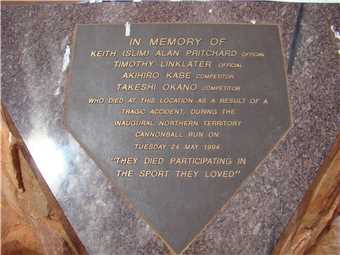 IN MEMORY OF
KEITH (SLIM) ALAN PRITCHARD OFFICIAL
TIMOTHY LINKLATER OFFICIAL
AKIHIRO KABE COMPETITOR
TAKESHI OKANO COMPETITOR
WHO DIED AT THIS LOCATION AS A RESULT OF A
TRAGIC ACCIDENT, DURING THE
INAUGURAL NORTHERN TERRITORY
CANNONBALL RUN ON
TUESDAY 24 MAY 1994
"THEY DIED PARTICIPATING IN
THE SPORT THEY LOVED"